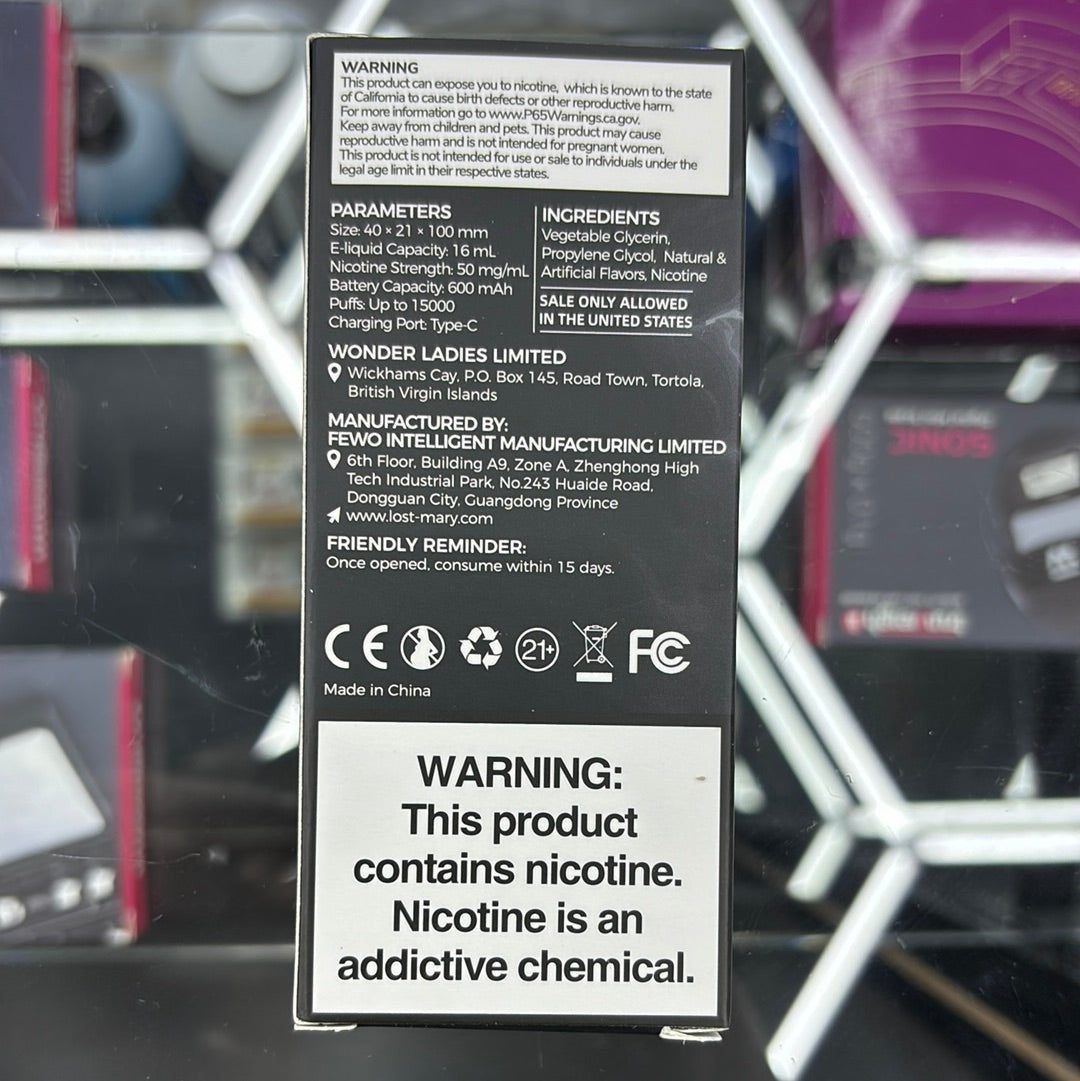 WARNING
This product can expose you to nicotine, which is known to the state
of California to cause birth defects or other reproductive harm.
For more information go to www.P65Warnings.ca.gov.
Keep away from children and pets. This product may cause
reproductive harm and is not intended for pregnant women.
This product is not intended for use or sale to individuals under the
legal age limit in their respective states.
PARAMETERS
Size: 40 × 21 × 100 mm
E-liquid Capacity: 16 mL
Nicotine Strength: 50 mg/mL
Battery Capacity: 600 mAh
Puffs: Up to 15000
Charging Port: Type-C
INGREDIENTS
Vegetable Glycerin,
Propylene Glycol, Natural &
Artificial Flavors, Nicotine
SALE ONLY ALLOWED
IN THE UNITED STATES
WONDER LADIES LIMITED
Wickhams Cay, P.O. Box 145, Road Town, Tortola,
British Virgin Islands
MANUFACTURED BY:
FEWO INTELLIGENT MANUFACTURING LIMITED
6th Floor, Building A9, Zone A, Zhenghong High
Tech Industrial Park, No.243 Huaide Road,
Dongguan City, Guangdong Province
www.lost-mary.com
FRIENDLY REMINDER:
Once opened, consume within 15 days.
CE 21+ FC
Made in China
WARNING:
This product
contains nicotine.
Nicotine is an
addictive chemical.
SONIC